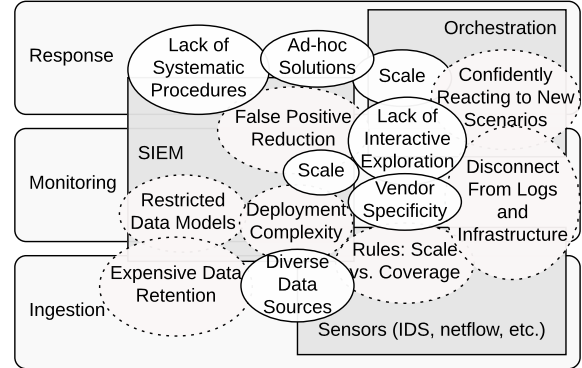 Response
Lack of
Systematic
Procedures
Ad-hoc
Solutions
Orchestration
Scale
Confidently
Reacting to New
Scenarios
False Positive
Reduction
Lack of
Interactive
Exploration
SIEM
Monitoring
Scale
Disconnect
From Logs
and
Infrastructure
Restricted
Data Models
Deployment
Complexity
Vendor
Specificity
Rules: Scale
vs. Coverage
Expensive Data
Retention
Diverse
Data
Sources
Ingestion
Sensors (IDS, netflow, etc.)